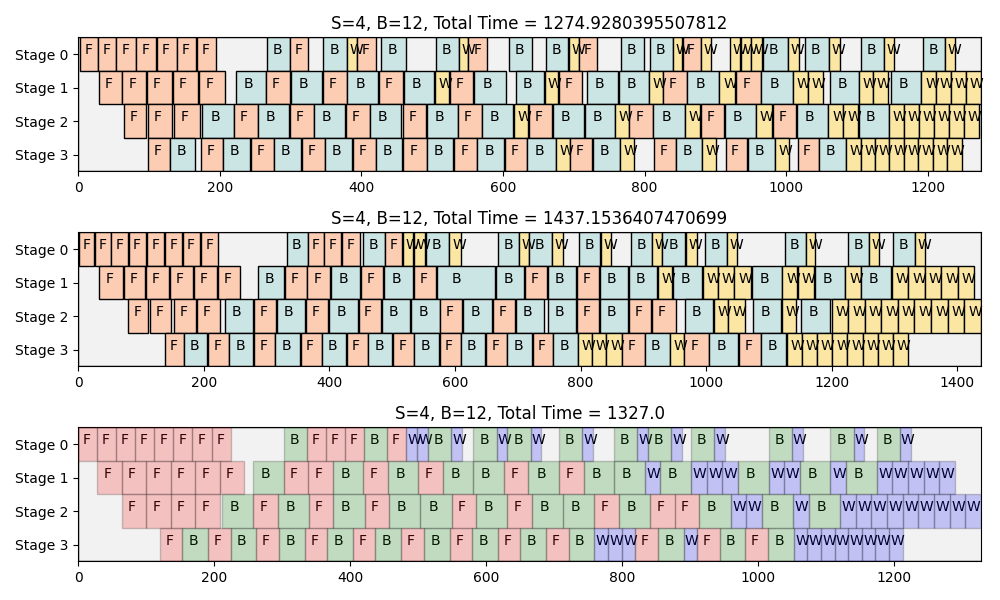 S=4, B=12, Total Time = 1274.9280395507812
Stage 0 F F F F F F F B F B W F B B W F B B W F B B W F W W W W B W B W B W B W
Stage 1 F F F F F B F B F B F B W F B B W F B B W F B W F B W W B W W B W W W W
Stage 2 F F F B F B F B F B F B F B W F B B W F B W F B W F B W W B W W W W W W
Stage 3 F B F B F B F B F B F B F B F B W F B W F B W F B W F B W W W W W W W W
0 200 400 600 800 1000 1200
S=4, B=12, Total Time = 1437.1536407470699
Stage 0 F F F F F F F F B F F F B F W W B W B W B W B W B W B W B W B W B W B W
Stage 1 F F F F F F B F F B F B F B B F B F B B W B W W W B W W B W B W W W W W
Stage 2 F F F F B F B F B F B B F B F B B F B F F B W W B W B W W W W W W W W W
Stage 3 F B F B F B F B F B F B F B F B F B W W W F B W F B F B W W W W W W W W
0 200 400 600 800 1000 1200 1400
S=4, B=12, Total Time = 1327.0
Stage 0 F F F F F F F F B F F F B F W W B W B W B W B W B W B W B W B W B W B W
Stage 1 F F F F F F B F F B F B F B B F B F B B W B W W W B W W B W B W W W W W
Stage 2 F F F F B F B F B F B B F B F B B F B F F B W W B W B W W W W W W W W W
Stage 3 F B F B F B F B F B F B F B F B F B W W W F B W F B F B W W W W W W W W
0 200 400 600 800 1000 1200